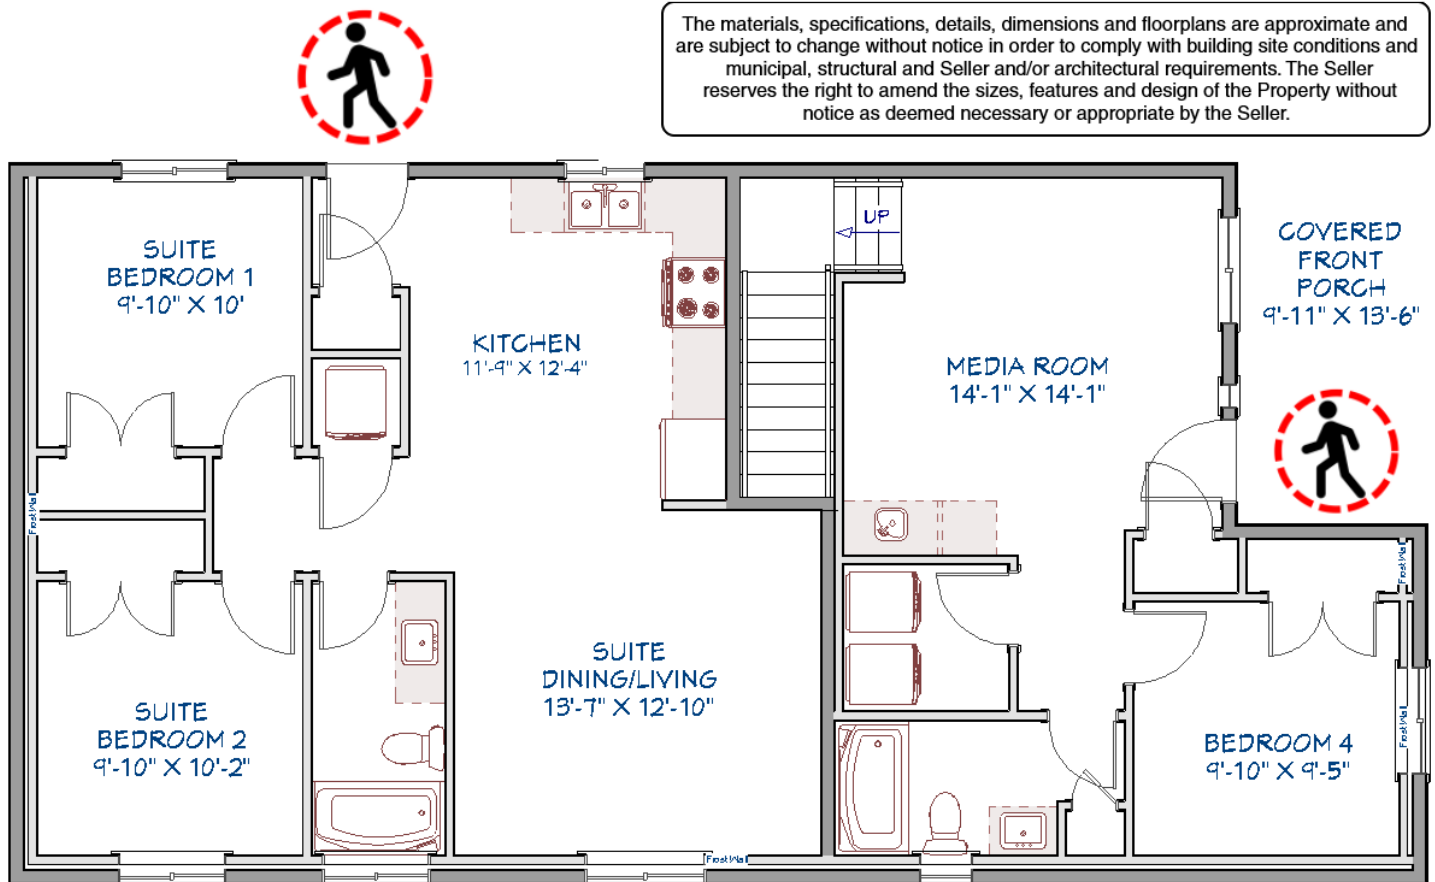 The materials, specifications, details, dimensions and floorplans are approximate and
are subject to change without notice in order to comply with building site conditions and
municipal, structural and Seller and/or architectural requirements. The Seller
reserves the right to amend the sizes, features and design of the Property without
notice as deemed necessary or appropriate by the Seller.
SUITE
BEDROOM 1
9'-10" X 10'
KITCHEN
11'-9" X 12'-4"
UP
MEDIA ROOM
14'-1" X 14'-1"
COVERED
FRONT
PORCH
9'-11" X 13'-6"
FrostWall
FrostWall
SUITE
BEDROOM 2
9'-10" X 10'-2"
SUITE
DINING/LIVING
13'-7" X 12'-10"
BEDROOM 4
9'-10" X 9'-5"
FrostWall
FrostWall